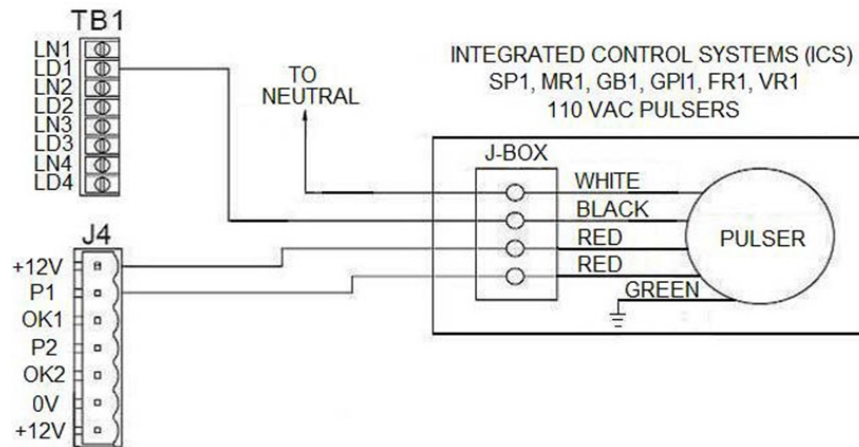 TB1
LN1
LD1
LN2
LD2
LN3
LD3
LN4
LD4
TO
NEUTRAL
INTEGRATED CONTROL SYSTEMS (ICS)
SP1, MR1, GB1, GPI1, FR1, VR1
110 VAC PULSERS
J-BOX
WHITE
BLACK
RED
RED
GREEN
PULSER
J4
+12V
P1
OK1
P2
OK2
0V
+12V